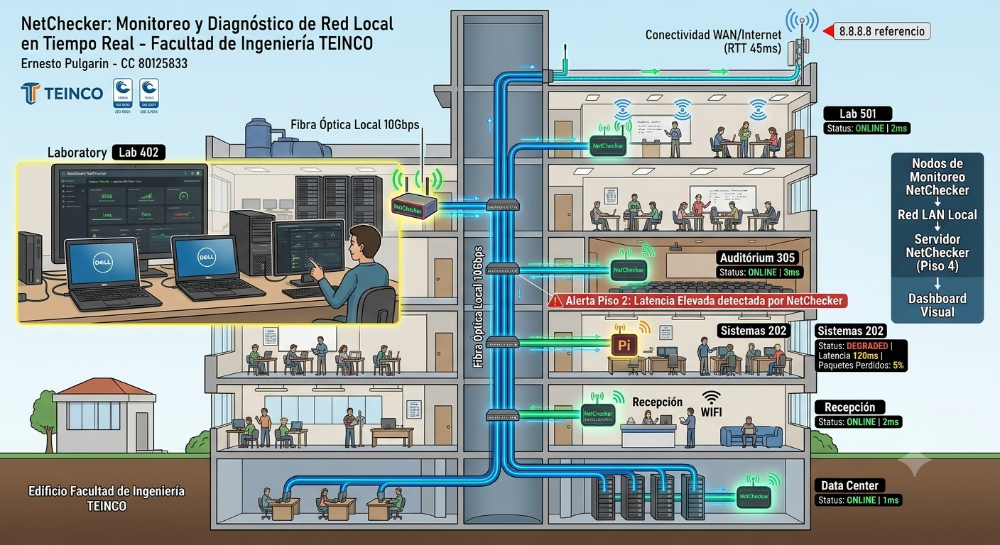 NetChecker: Monitoreo y Diagnóstico de Red Local
en Tiempo Real - Facultad de Ingeniería TEINCO
Ernesto Pulgarin - CC 80125833
TEINCO
Conectividad WAN/Internet
(RTT 45ms)
8.8.8.8 referencio
Fibra Óptica Local 10Gbps
Laboratory Lab 402
Lab 501
Status: ONLINE | 2ms
NetChecker
DELL
DELL
Nodos de
Monitoreo
NetChecker
Red LAN Local
Servidor
NetChecker
(Piso 4)
Dashboard
Visual
Fibra Óptica Local 10Gbps
NetChecker
Auditórium 305
Status: ONLINE | 3ms
Alerta Piso 2: Latencia Elevada detectada por NetChecker
Pi
Sistemas 202
Sistemas 202
Status: DEGRADED |
Latencia 120ms |
Paquetes Perdidos: 5%
NetChecker
Recepción
WIFI
Recepción
Status: ONLINE | 2ms
Edificio Facultad de Ingeniería
TEINCO
NetChecker
Data Center
Status: ONLINE | 1ms